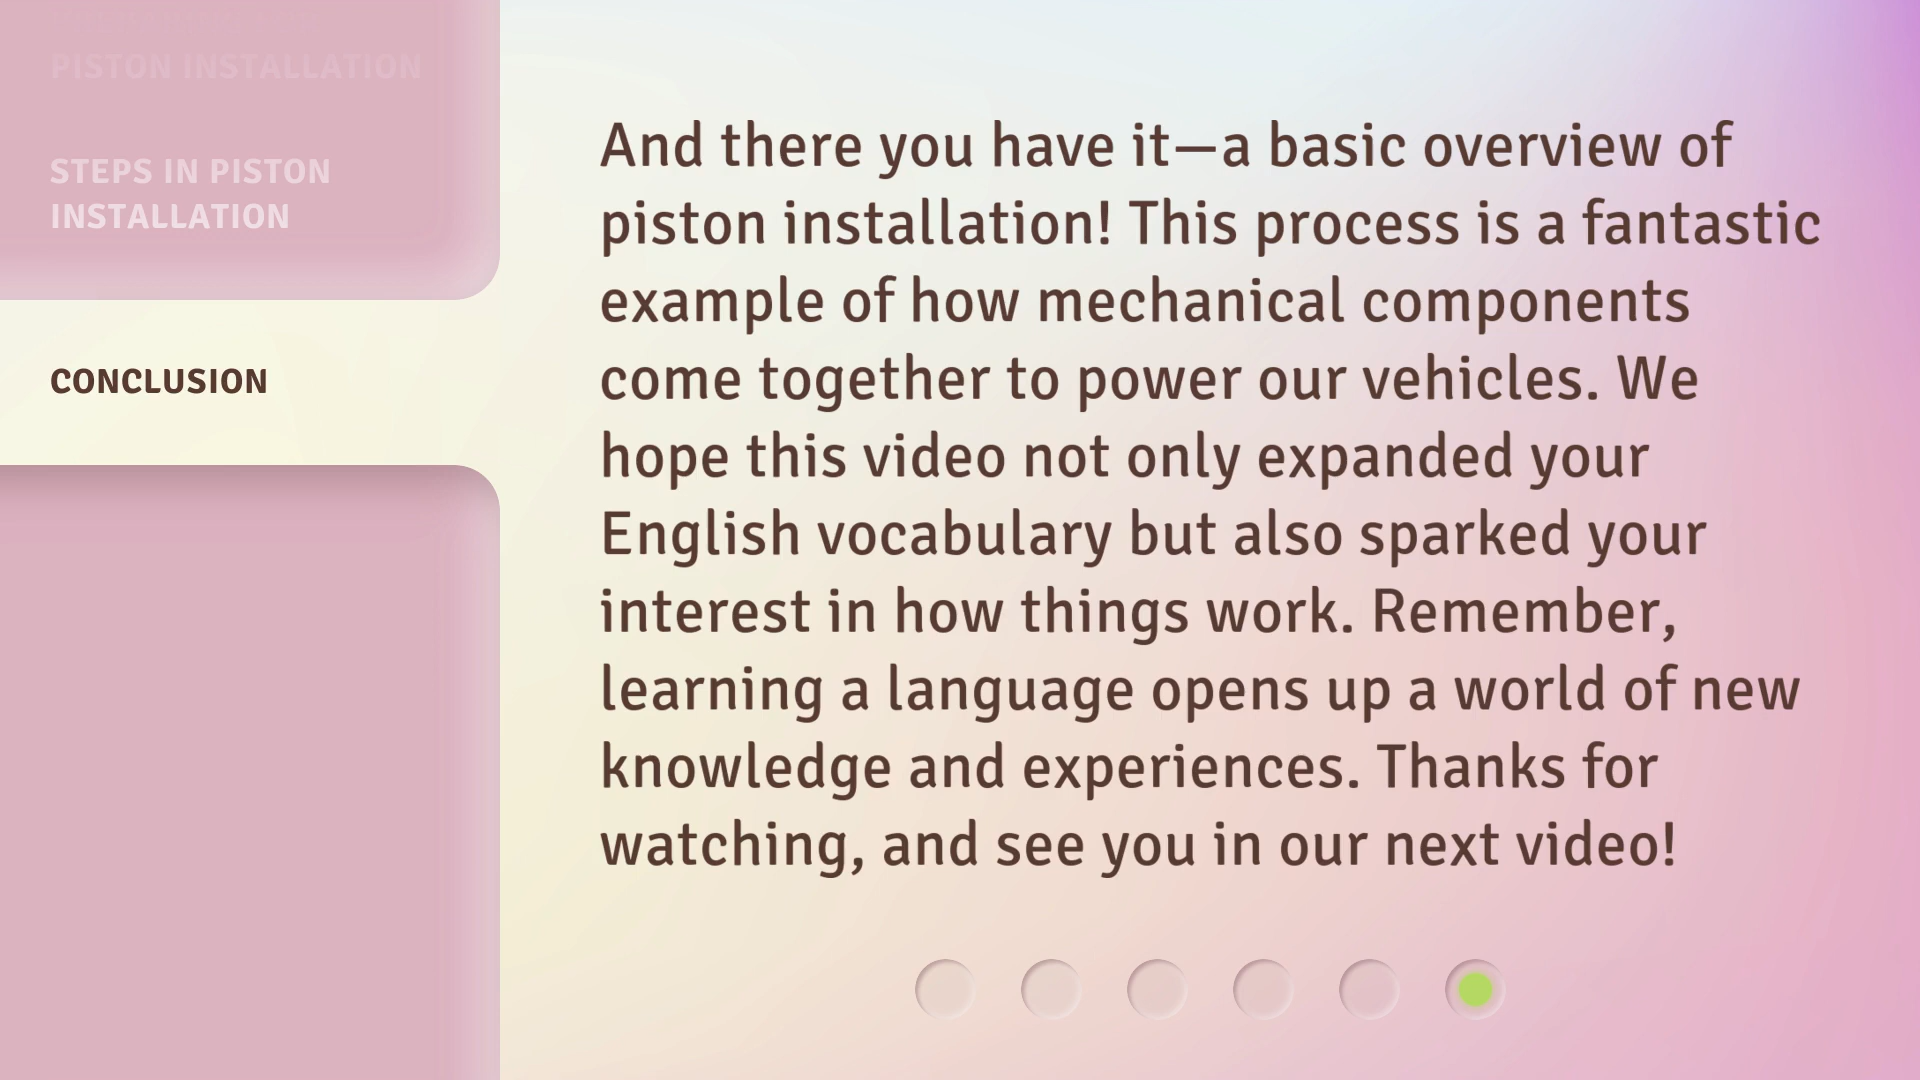 PISTON INSTALLATION
STEPS IN PISTON
INSTALLATION
CONCLUSION
And there you have it—a basic overview of
piston installation! This process is a fantastic
example of how mechanical components
come together to power our vehicles. We
hope this video not only expanded your
English vocabulary but also sparked your
interest in how things work. Remember,
learning a language opens up a world of new
knowledge and experiences. Thanks for
watching, and see you in our next video!